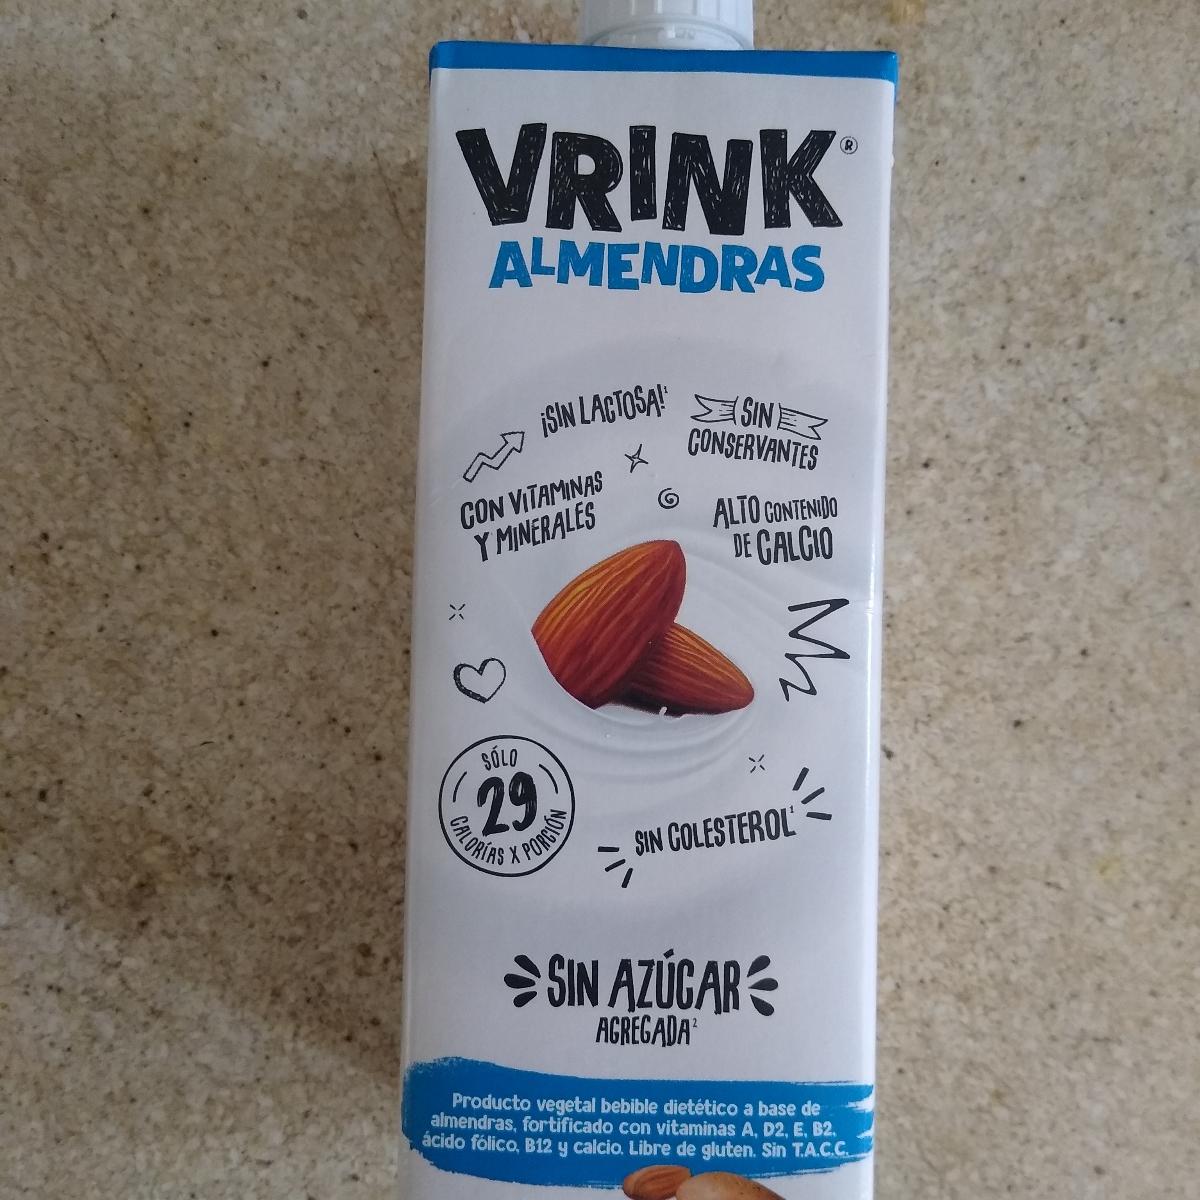 VRINK®
ALMENDRAS
¡SIN LACTOSA!¹
SIN
CONSERVANTES
CON VITAMINAS
Y MINERALES
ALTO CONTENIDO
DE CALCIO
SÓLO
29
CALORÍAS X PORCIÓN
SIN COLESTEROL¹
SIN AZÚCAR
AGREGADA²
Producto vegetal bebible dietético a base de
almendras, fortificado con vitaminas A, D2, E, B2,
ácido fólico, B12 y calcio. Libre de gluten. Sin T.A.C.C.